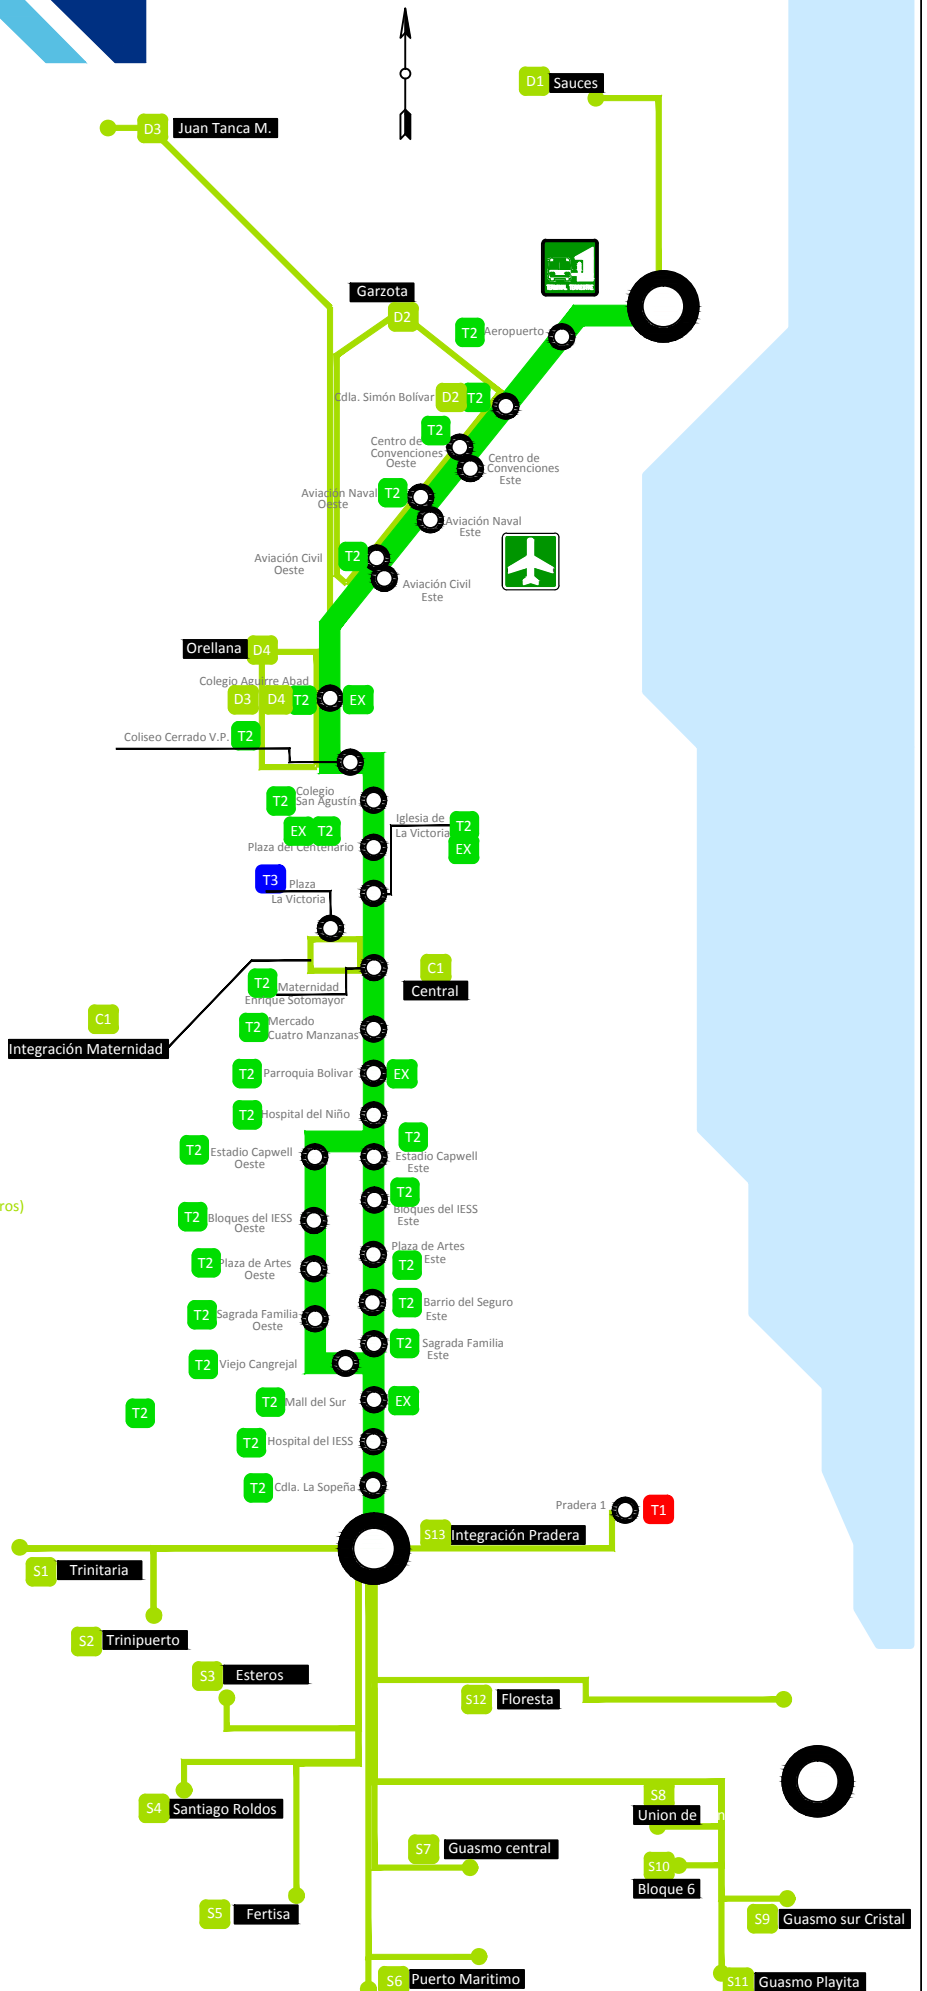 D1 Sauces
D3 Juan Tanca M.
Garzota
D2
T2 Aeropuerto
Cdla. Simón Bolívar D2 T2
T2
Centro de
Convenciones
Oeste
Centro de
Convenciones
Este
Aviación Naval T2
Oeste
Aviación Naval
Este
Aviación Civil T2
Oeste
Aviación Civil
Este
Orellana D4
Colegio Aguirre Abad
D3 D4 T2 EX
Coliseo Cerrado V.P. T2
Colegio
T2 San Agustín
EX T2
Plaza del Centenario
Iglesia de T2
La Victoria
EX
T3 Plaza
La Victoria
C1
Central
T2 Maternidad
Enrique Sotomayor
C1
Integración Maternidad
T2 Mercado
Cuatro Manzanas
T2 Parroquia Bolivar EX
T2 Hospital del Niño
T2 Estadio Capwell
Oeste
T2
Estadio Capwell
Este
T2
Bloques del IESS
Este
ros)
T2 Bloques del IESS
Oeste
Plaza de Artes
Este
T2
T2 Plaza de Artes
Oeste
T2 Barrio del Seguro
Este
T2 Sagrada Familia
Oeste
T2 Sagrada Familia
Este
T2 Viejo Cangrejal
T2 Mall del Sur EX
T2
T2 Hospital del IESS
T2 Cdla. La Sopeña
Pradera 1 T1
S13 Integración Pradera
S1 Trinitaria
S2 Trinipuerto
S3 Esteros
S12 Floresta
S8
Union de
S4 Santiago Roldos
S7 Guasmo central
S10
Bloque 6
S5 Fertisa
S9 Guasmo sur Cristal
S6 Puerto Maritimo
S11 Guasmo Playita